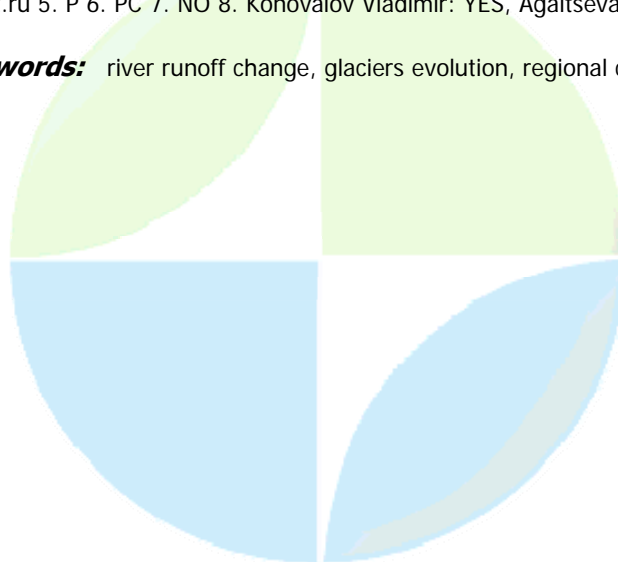 .ru 5. P 6. PC 7. NO 8. Konovalov Vladimir: YES, Agaltseva
words: river runoff change, glaciers evolution, regional